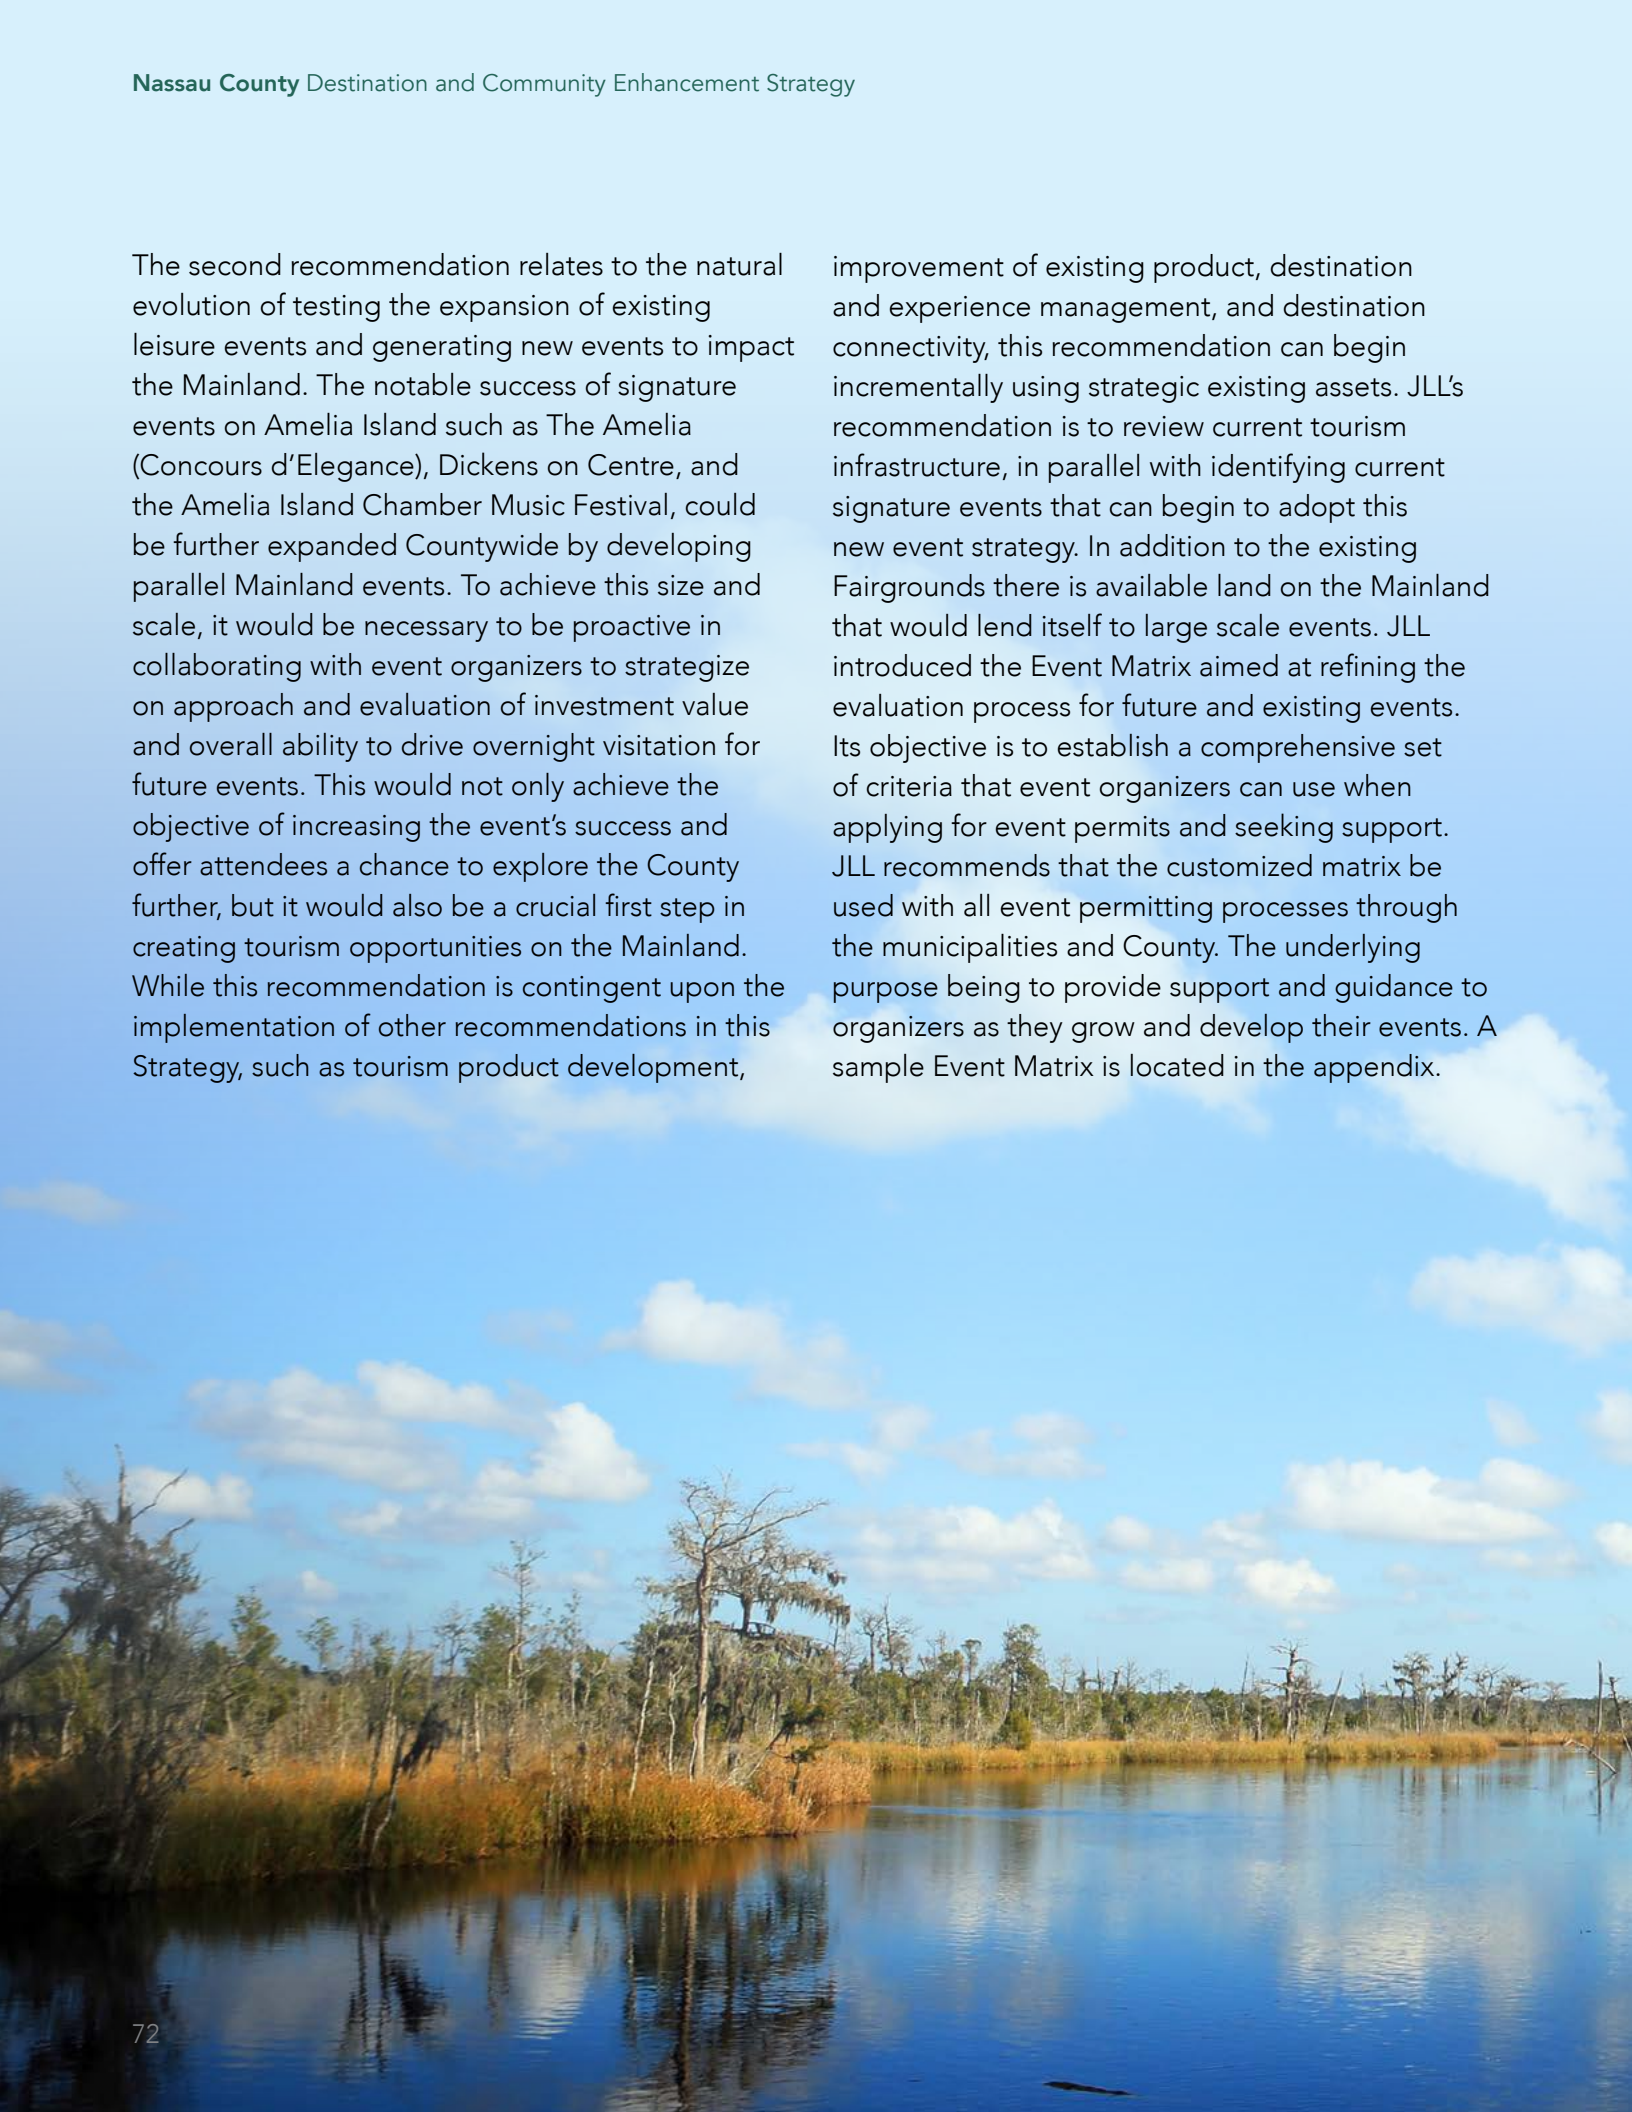 Nassau County Destination and Community Enhancement Strategy
The second recommendation relates to the natural
evolution of testing the expansion of existing
leisure events and generating new events to impact
the Mainland. The notable success of signature
events on Amelia Island such as The Amelia
(Concours d’Elegance), Dickens on Centre, and
the Amelia Island Chamber Music Festival, could
be further expanded Countywide by developing
parallel Mainland events. To achieve this size and
scale, it would be necessary to be proactive in
collaborating with event organizers to strategize
on approach and evaluation of investment value
and overall ability to drive overnight visitation for
future events. This would not only achieve the
objective of increasing the event’s success and
offer attendees a chance to explore the County
further, but it would also be a crucial first step in
creating tourism opportunities on the Mainland.
While this recommendation is contingent upon the
implementation of other recommendations in this
Strategy, such as tourism product development,
improvement of existing product, destination
and experience management, and destination
connectivity, this recommendation can begin
incrementally using strategic existing assets. JLL’s
recommendation is to review current tourism
infrastructure, in parallel with identifying current
signature events that can begin to adopt this
new event strategy. In addition to the existing
Fairgrounds there is available land on the Mainland
that would lend itself to large scale events. JLL
introduced the Event Matrix aimed at refining the
evaluation process for future and existing events.
Its objective is to establish a comprehensive set
of criteria that event organizers can use when
applying for event permits and seeking support.
JLL recommends that the customized matrix be
used with all event permitting processes through
the municipalities and County. The underlying
purpose being to provide support and guidance to
organizers as they grow and develop their events. A
sample Event Matrix is located in the appendix.
72